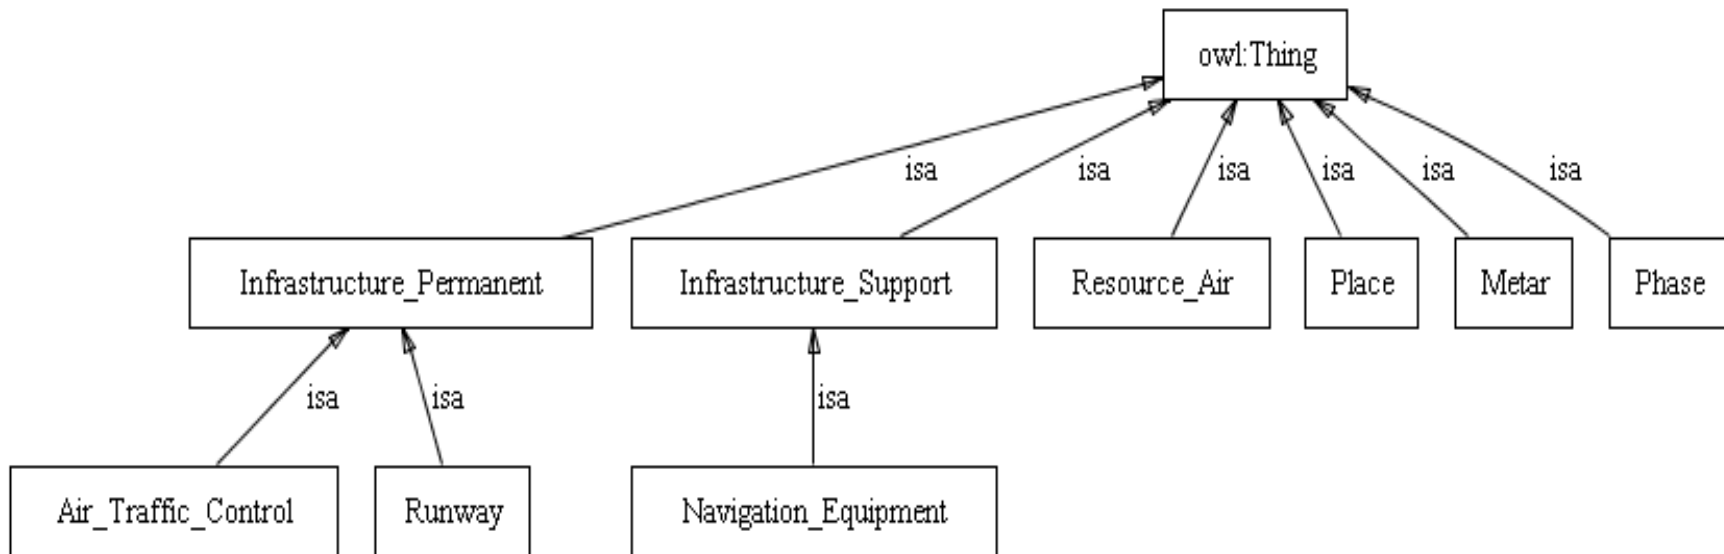 owl:Thing
isa isa isa isa isa isa
Infrastructure_Permanent Infrastructure_Support Resource_Air Place Metar Phase
isa isa isa
Air_Traffic_Control Runway Navigation_Equipment